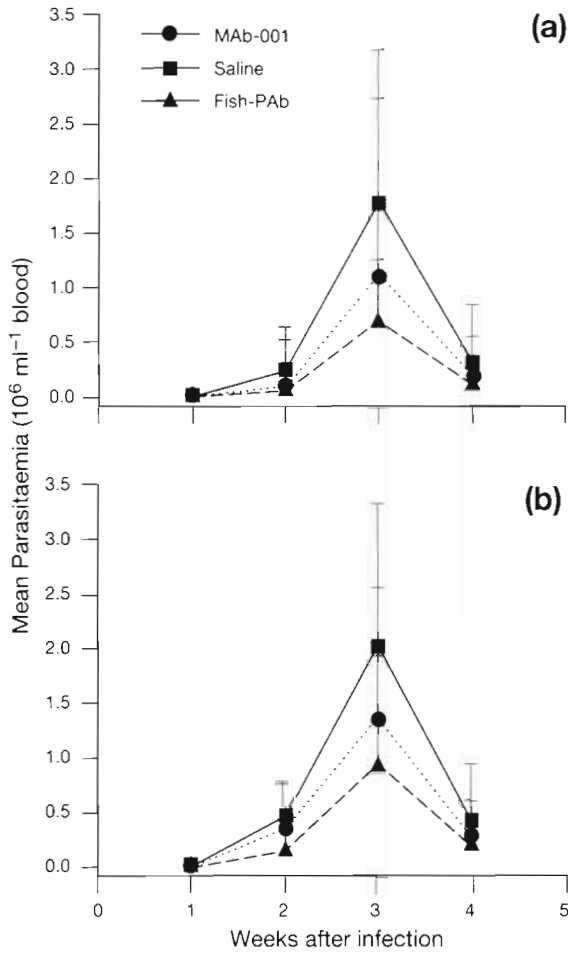 3.5
(a)
MAb-001
3.0
Saline
Fish-PAb
2.5
2.0
1.5
1.0
0.5
0.0
Mean Parasitaemia (10⁶ ml⁻¹ blood)
3.5
(b)
3.0
2.5
2.0
1.5
1.0
0.5
0.0
0 1 2 3 4 5
Weeks after infection